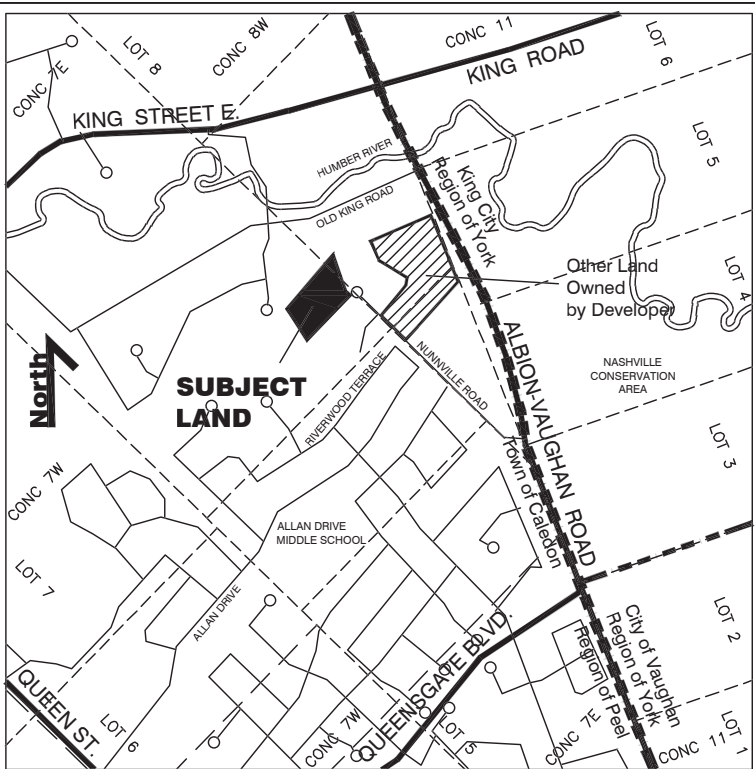 CONC 11
KING ROAD
LOT 6
LOT 8
CONC 8W
CONC 7E
KING STREET E.
LOT 5
HUMBER RIVER
OLD KING ROAD
King City
Region of York
Other Land
Owned
by Developer
LOT 4
North
SUBJECT
LAND
RIVERWOOD TERRACE
NUNNVILLE ROAD
ALBION-VAUGHAN ROAD
NASHVILLE
CONSERVATION
AREA
LOT 3
Town of Caledon
CONC 7W
ALLAN DRIVE
MIDDLE SCHOOL
LOT 7
ALLAN DRIVE
LOT 2
City of Vaughan
Region of York
Region of Peel
QUEENSGATE BLVD.
QUEEN ST.
LOT 6
CONC 7W
LOT 5
CONC 7E
CONC 11
LOT 1